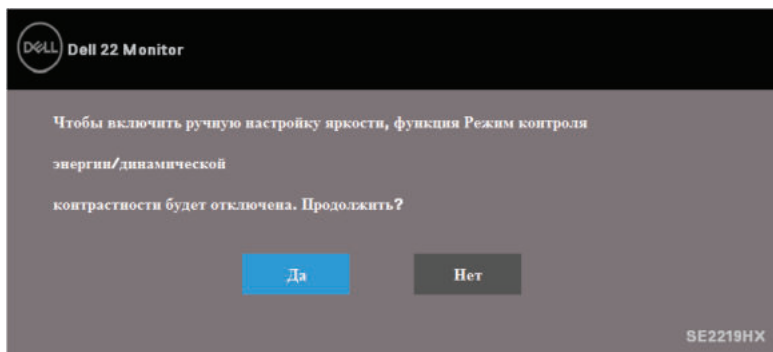 DELL Dell 22 Monitor
Чтобы включить ручную настройку яркости, функция Режим контроля
энергии/динамической
контрастности будет отключена. Продолжить?
Да Нет
SE2219HX